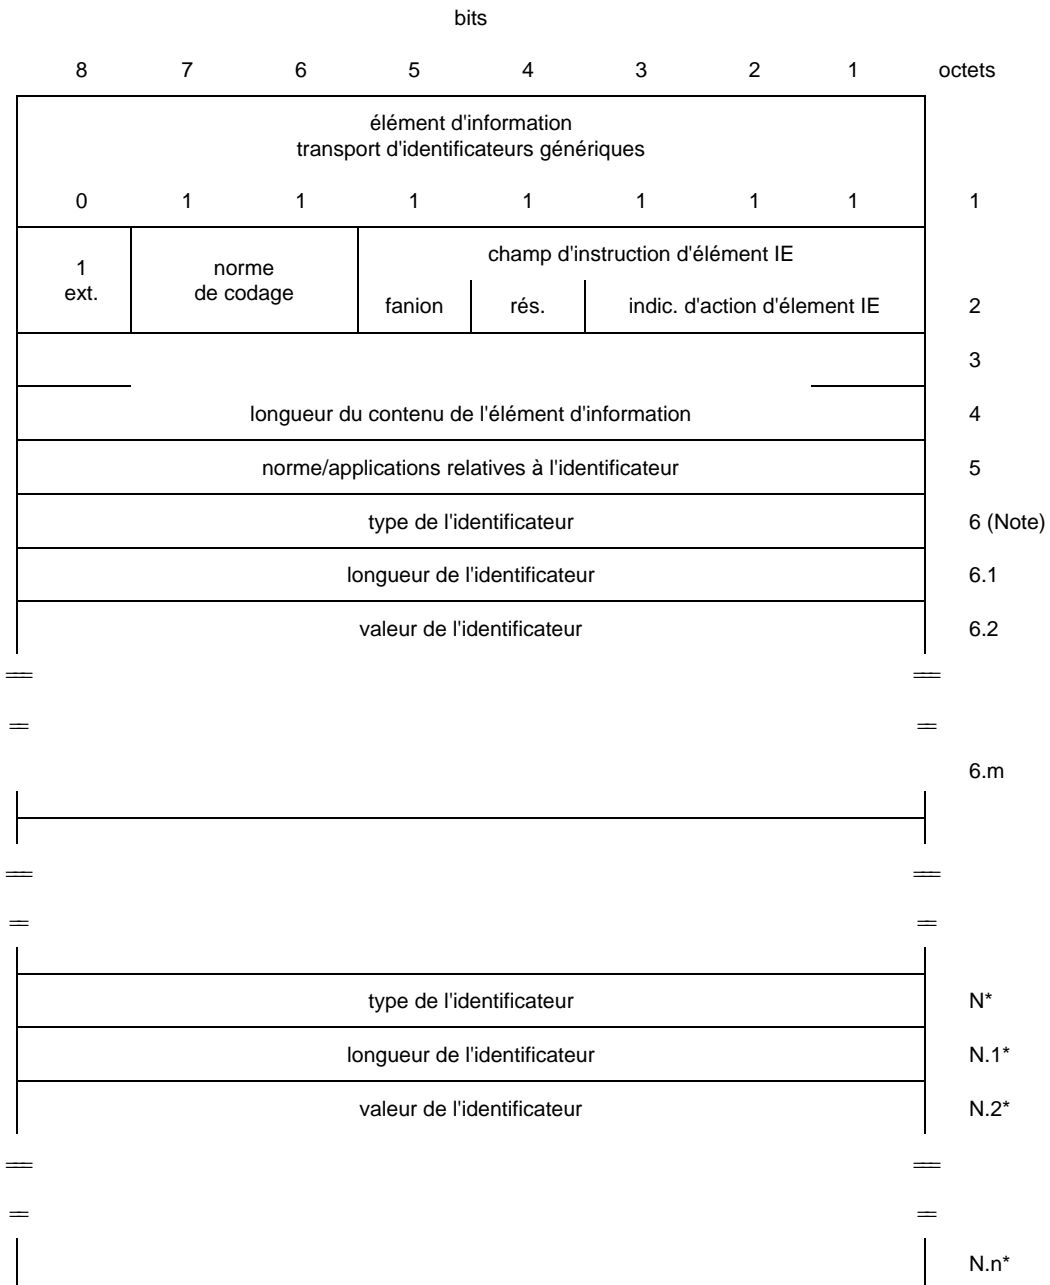 bits
8 7 6 5 4 3 2 1 octets
élément d'information
transport d'identificateurs génériques
0 1 1 1 1 1 1 1 1
champ d'instruction d'élément IE
1 norme
ext. de codage
fanion rés. indic. d'action d'élement IE 2
3
longueur du contenu de l'élément d'information 4
norme/applications relatives à l'identificateur 5
type de l'identificateur 6 (Note)
longueur de l'identificateur 6.1
valeur de l'identificateur 6.2
6.m
type de l'identificateur N*
longueur de l'identificateur N.1*
valeur de l'identificateur N.2*
N.n*